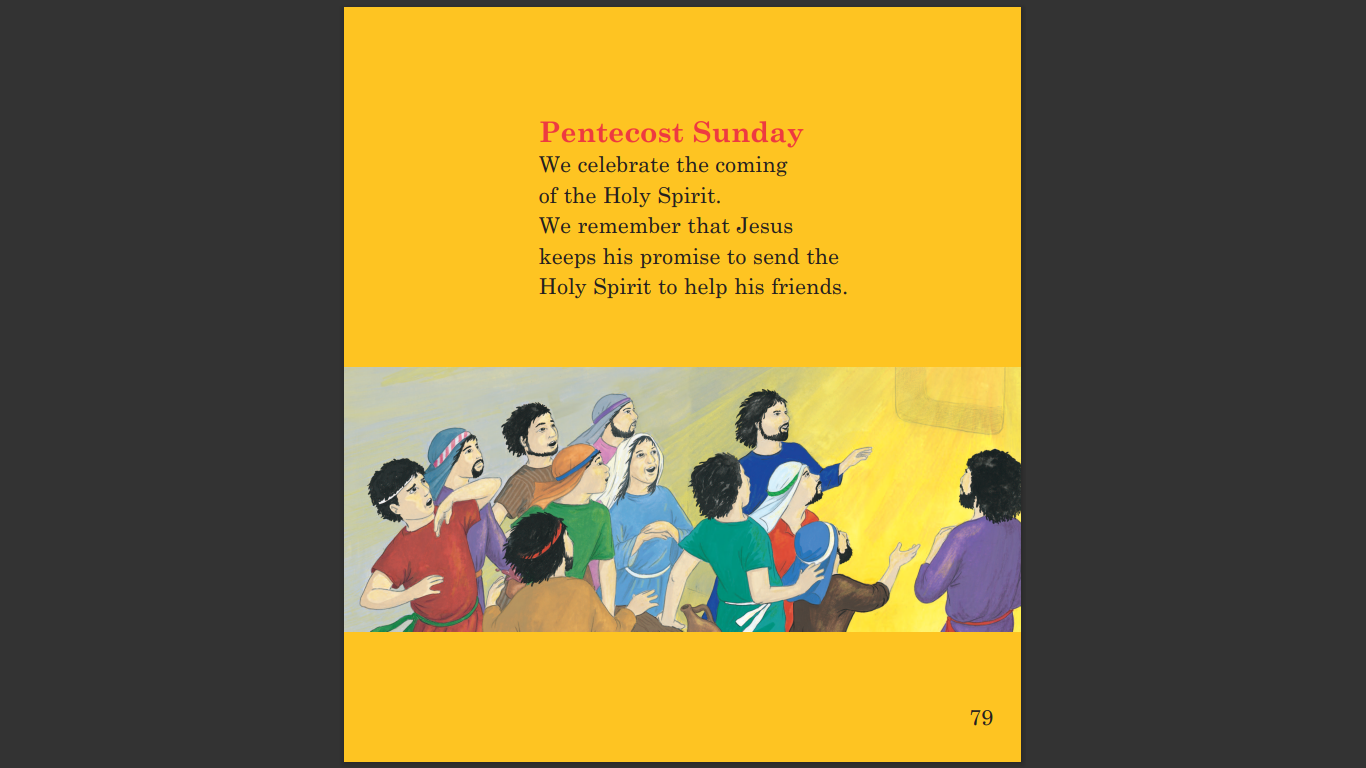 Pentecost Sunday
We celebrate the coming
of the Holy Spirit.
We remember that Jesus
keeps his promise to send the
Holy Spirit to help his friends.
79